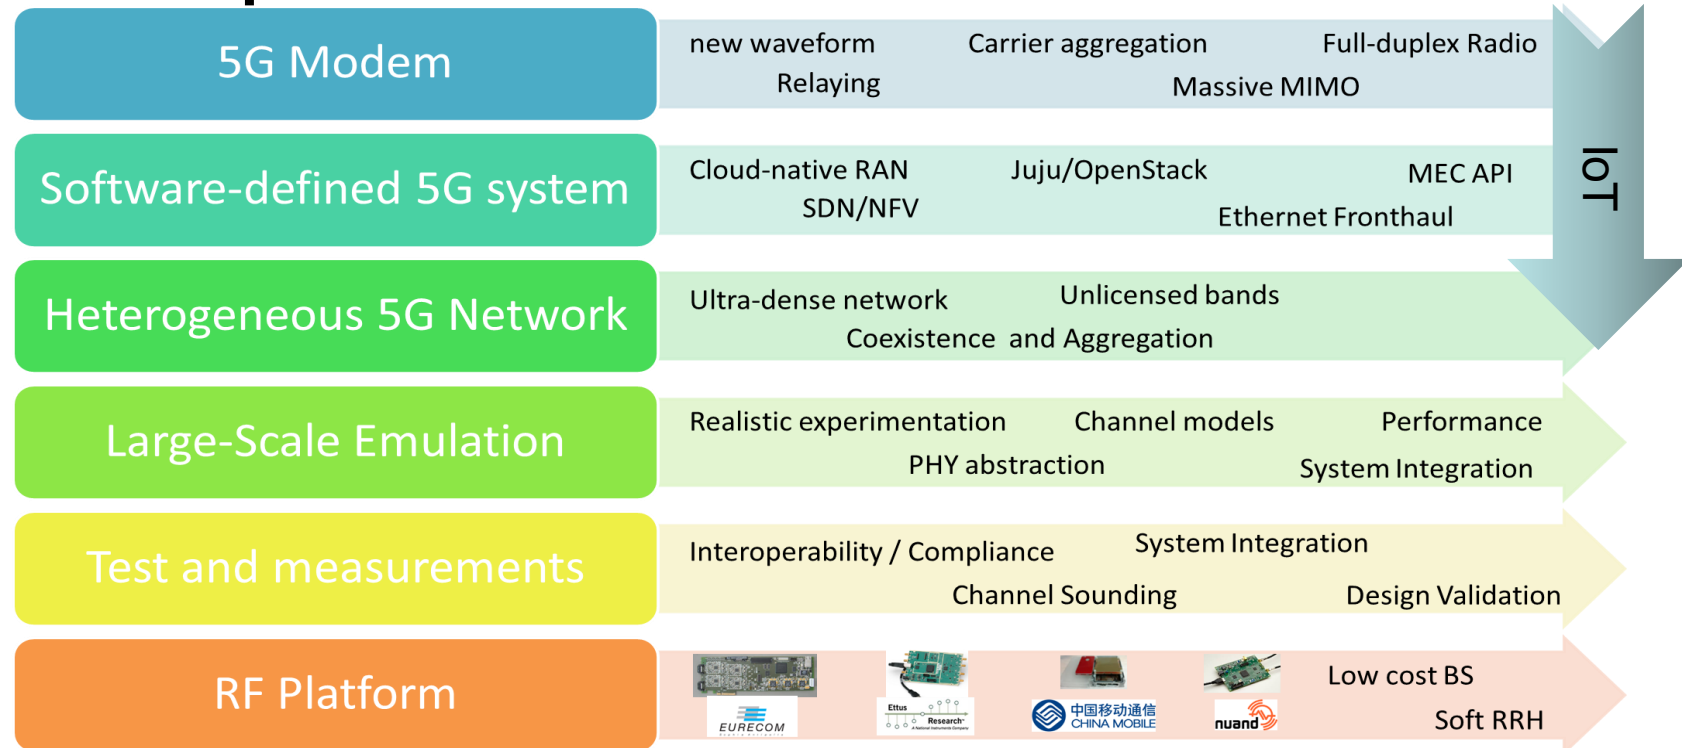 5G Modem
new waveform
Carrier aggregation
Full-duplex Radio
Relaying
Massive MIMO
IoT
Software-defined 5G system
Cloud-native RAN
Juju/OpenStack
MEC API
SDN/NFV
Ethernet Fronthaul
Heterogeneous 5G Network
Ultra-dense network
Unlicensed bands
Coexistence and Aggregation
Large-Scale Emulation
Realistic experimentation
Channel models
Performance
PHY abstraction
System Integration
Test and measurements
Interoperability / Compliance
System Integration
Channel Sounding
Design Validation
RF Platform
EURECOM
Ettus
Research
A National Instruments Company
中国移动通信
CHINA MOBILE
nuand
Low cost BS
Soft RRH